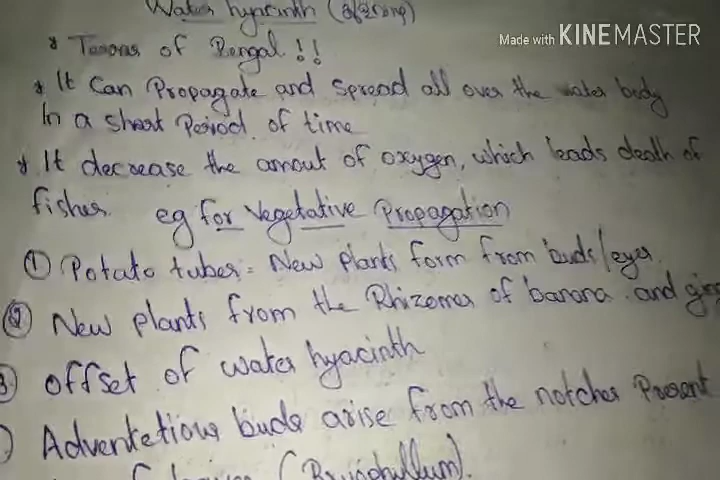 Water hyacinth
Made with KINEMASTER
* Terror of Bengal !!
* It Can Propagate and spread all over the water body
In a short Period of time
* It decrease the amout of oxygen, which leads death of
fishes.
eg for Vegetative Propagation
① Potato tuber = New plants form from buds/eyes
② New plants from the Rhizomes of banana and
offset of water hyacinth
Adventetious buds arise from the notches Present